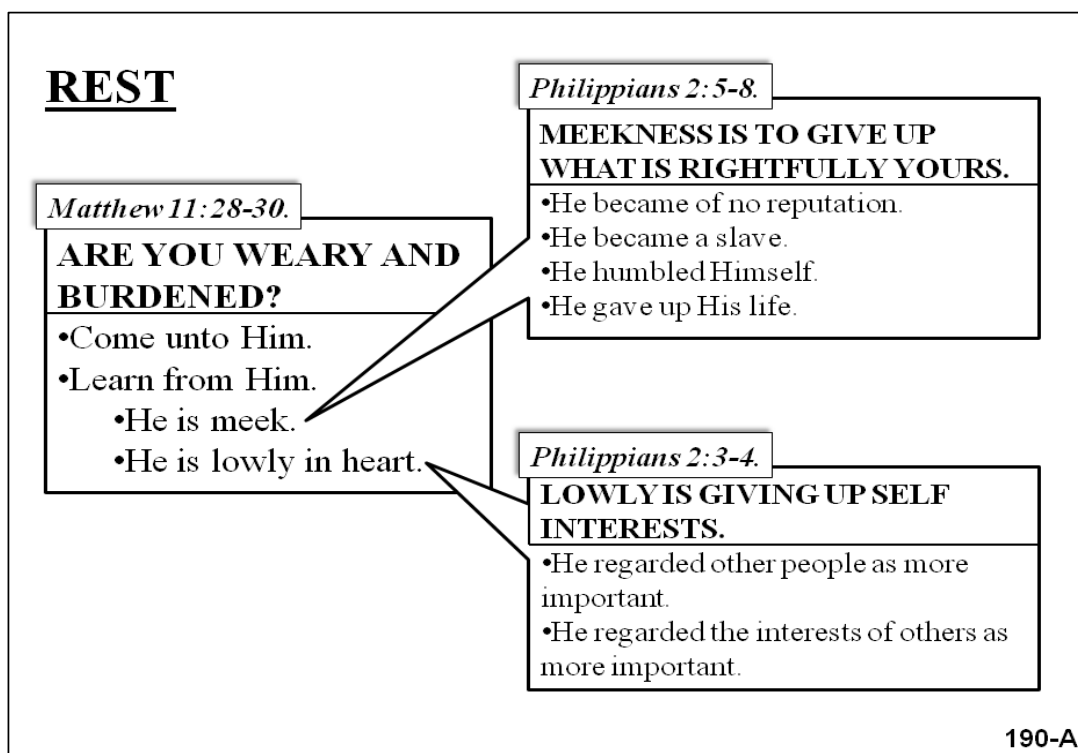 REST
Matthew 11:28-30.
ARE YOU WEARY AND
BURDENED?
•Come unto Him.
•Learn from Him.
•He is meek.
•He is lowly in heart.
Philippians 2:5-8.
MEEKNESS IS TO GIVE UP
WHAT IS RIGHTFULLY YOURS.
•He became of no reputation.
•He became a slave.
•He humbled Himself.
•He gave up His life.
Philippians 2:3-4.
LOWLY IS GIVING UP SELF
INTERESTS.
•He regarded other people as more
important.
•He regarded the interests of others as
more important.
190-A